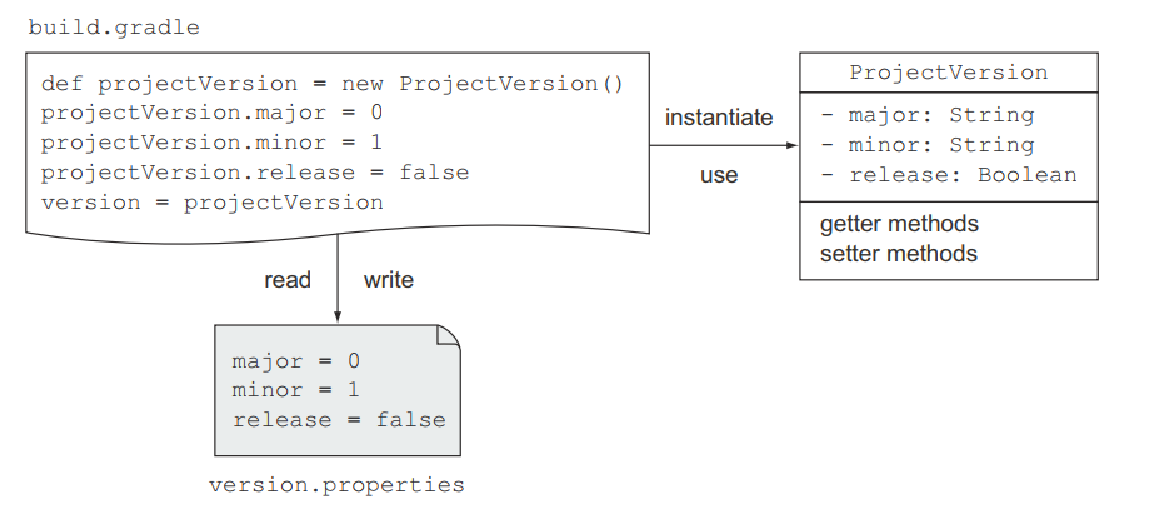 build.gradle
def projectVersion = new ProjectVersion()
projectVersion.major = 0
projectVersion.minor = 1
projectVersion.release = false
version = projectVersion
instantiate
use
ProjectVersion
- major: String
- minor: String
- release: Boolean
getter methods
setter methods
read write
major = 0
minor = 1
release = false
version.properties